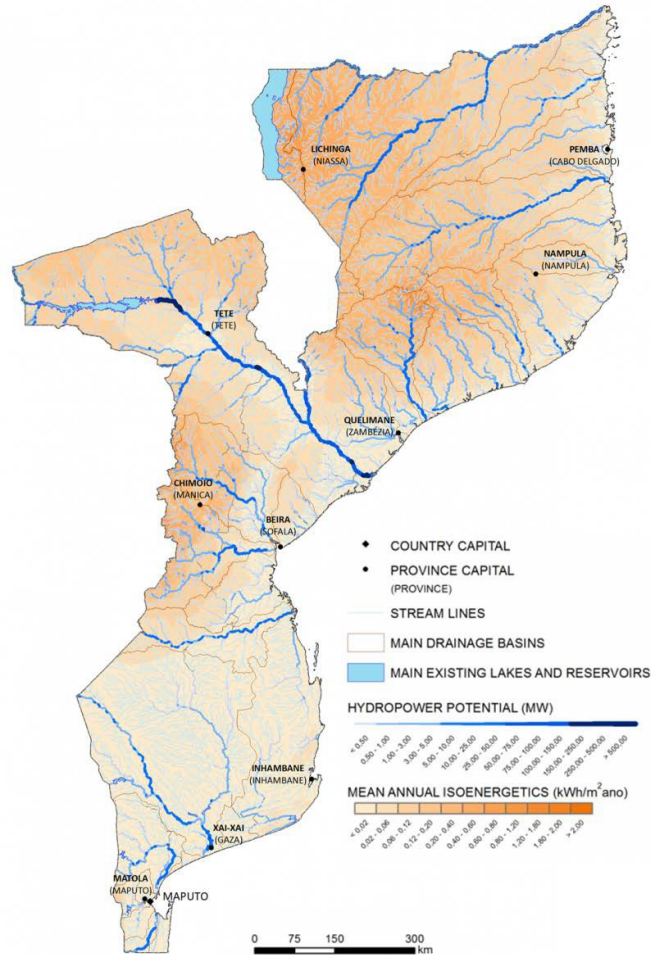 LICHINGA
(NIASSA)
PEMBA
(CABO DELGADO)
NAMPULA
(NAMPULA)
TETE
(TETE)
QUELIMANE
(ZAMBÉZIA)
CHIMOIO
(MANICA)
BEIRA
(SOFALA)
COUNTRY CAPITAL
PROVINCE CAPITAL
(PROVINCE)
STREAM LINES
MAIN DRAINAGE BASINS
MAIN EXISTING LAKES AND RESERVOIRS
HYDROPOWER POTENTIAL (MW)
< 0.50
0.50 - 1.00
1.00 - 3.00
3.00 - 5.00
5.00 - 10.00
10.00 - 25.00
25.00 - 50.00
50.00 - 75.00
75.00 - 100.00
100.00 - 150.00
150.00 - 250.00
250.00 - 500.00
> 500.00
INHAMBANE
(INHAMBANE)
MEAN ANNUAL ISOENERGETICS (kWh/m²ano)
< 0.02
0.02 - 0.06
0.06 - 0.12
0.12 - 0.20
0.20 - 0.40
0.40 - 0.60
0.60 - 0.80
0.80 - 1.20
1.20 - 1.80
1.80 - 2.00
> 2.00
XAI-XAI
(GAZA)
MATOLA
(MAPUTO)
MAPUTO
0 75 150 300
km